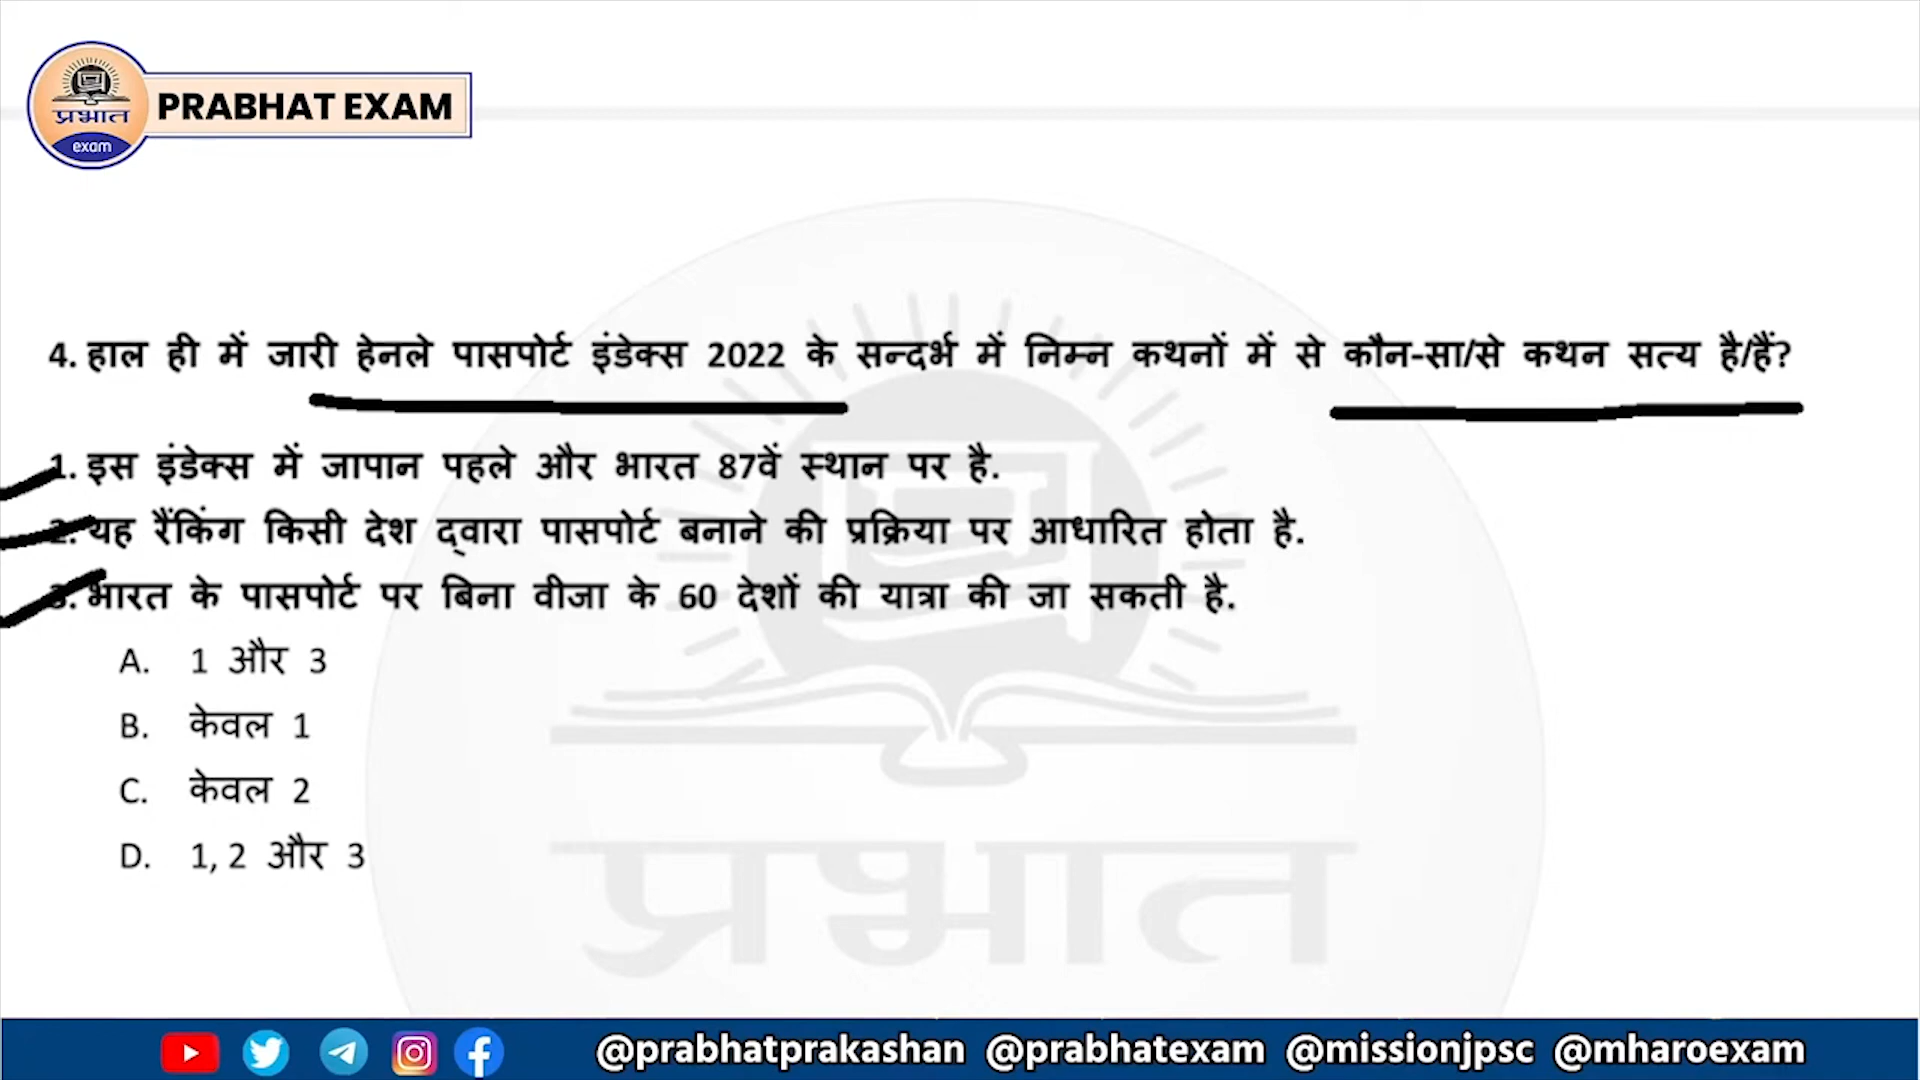 प्रभात
exam
PRABHAT EXAM
4. हाल ही में जारी हेनले पासपोर्ट इंडेक्स 2022 के सन्दर्भ में निम्न कथनों में से कौन-सा/से कथन सत्य है/हैं?
1. इस इंडेक्स में जापान पहले और भारत 87वें स्थान पर है.
2. यह रैंकिंग किसी देश द्वारा पासपोर्ट बनाने की प्रक्रिया पर आधारित होता है.
3. भारत के पासपोर्ट पर बिना वीजा के 60 देशों की यात्रा की जा सकती है.
A. 1 और 3
B. केवल 1
C. केवल 2
D. 1, 2 और 3
प्रभात
@prabhatprakashan @prabhatexam @missionjpsc @mharoexam